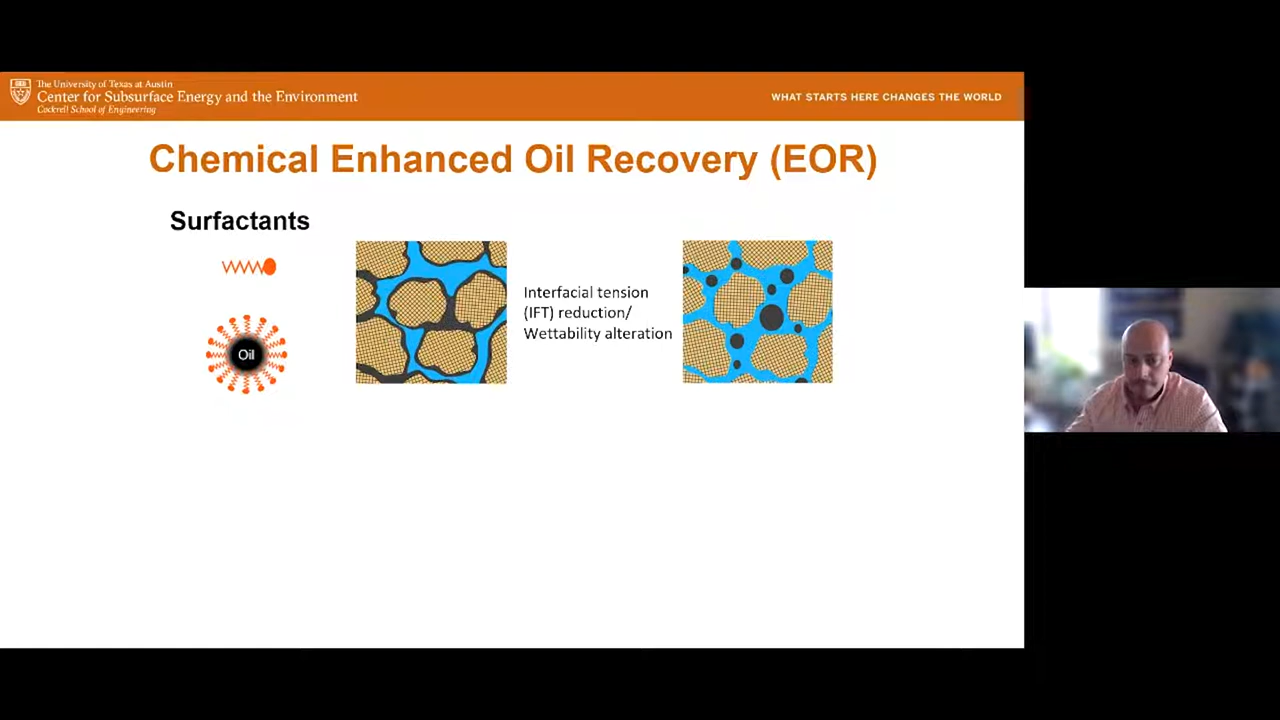 The University of Texas at Austin
Center for Subsurface Energy and the Environment
Cockrell School of Engineering
WHAT STARTS HERE CHANGES THE WORLD
Chemical Enhanced Oil Recovery (EOR)
Surfactants
Oil
Interfacial tension
(IFT) reduction/
Wettability alteration